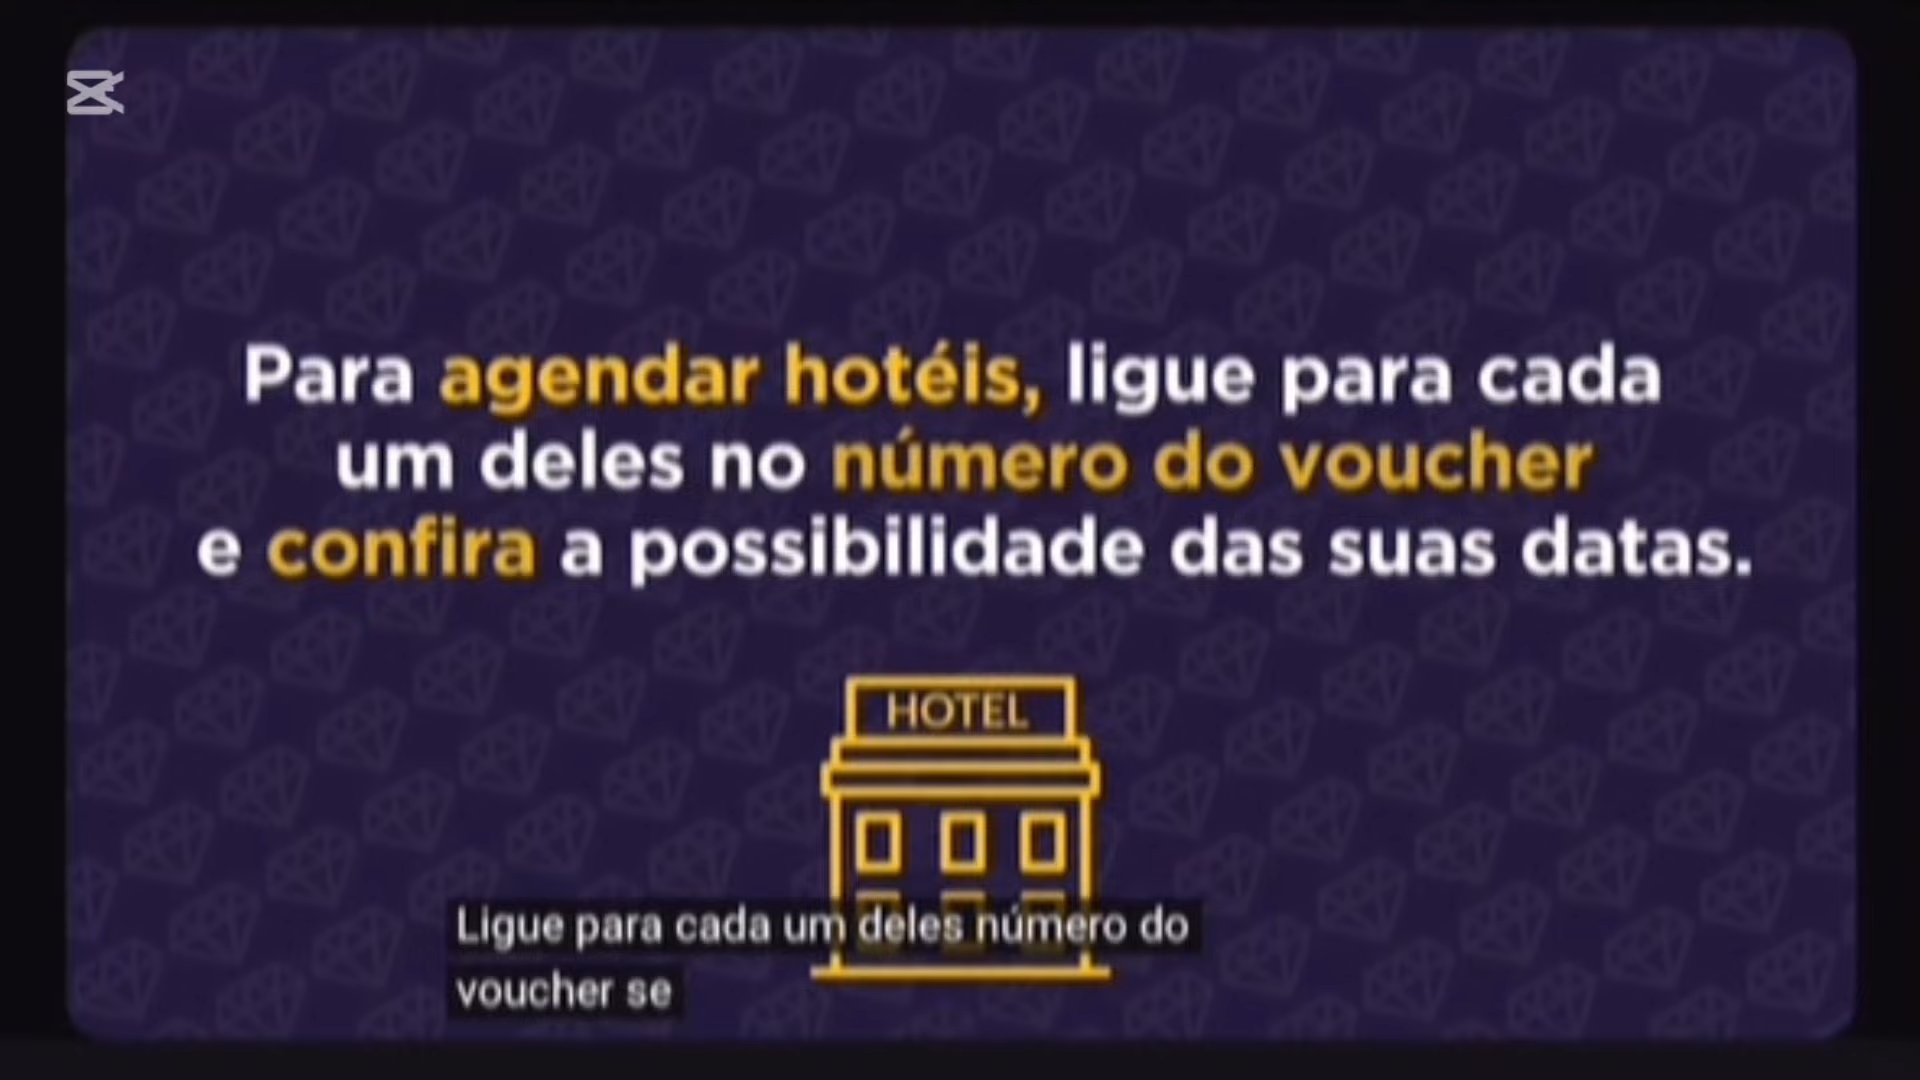 Para agendar hotéis, ligue para cada
um deles no número do voucher
e confira a possibilidade das suas datas.
HOTEL
Ligue para cada um deles número do
voucher se